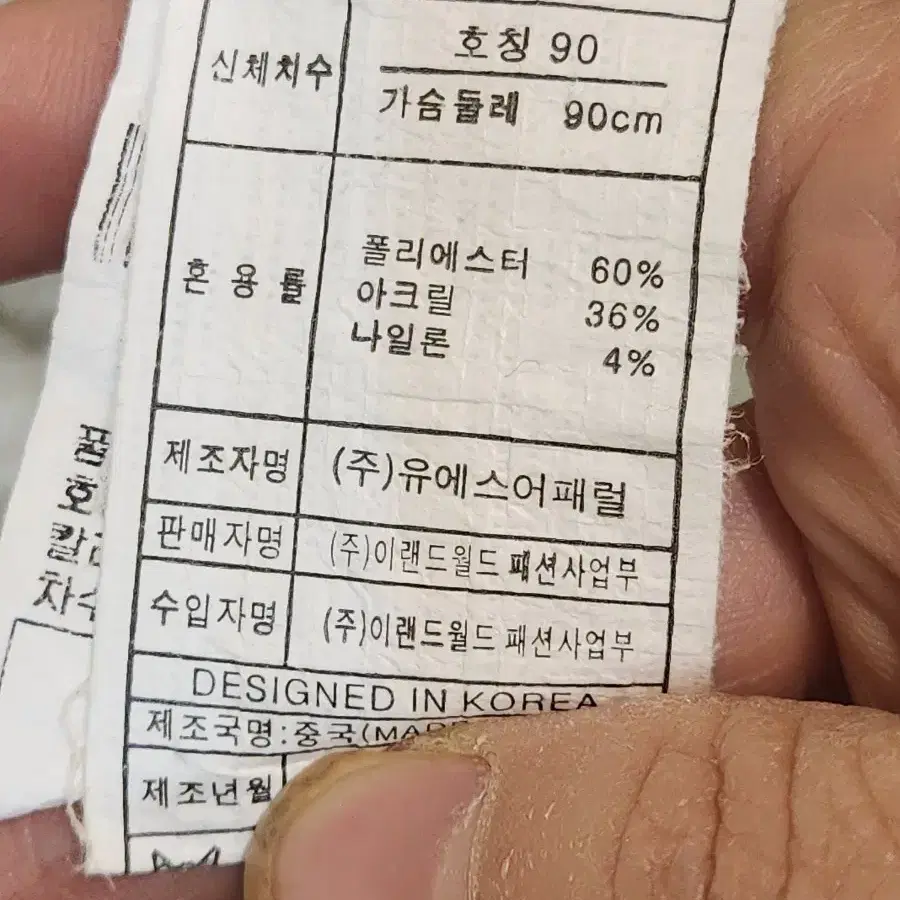 호칭 90
신체치수
가슴둘레 90cm
혼용률
폴리에스터 60%
아크릴 36%
나일론 4%
제조자명 (주)유에스어패럴
판매자명 (주)이랜드월드 패션사업부
수입자명 (주)이랜드월드 패션사업부
DESIGNED IN KOREA
제조국명:중국(MADE
제조년월